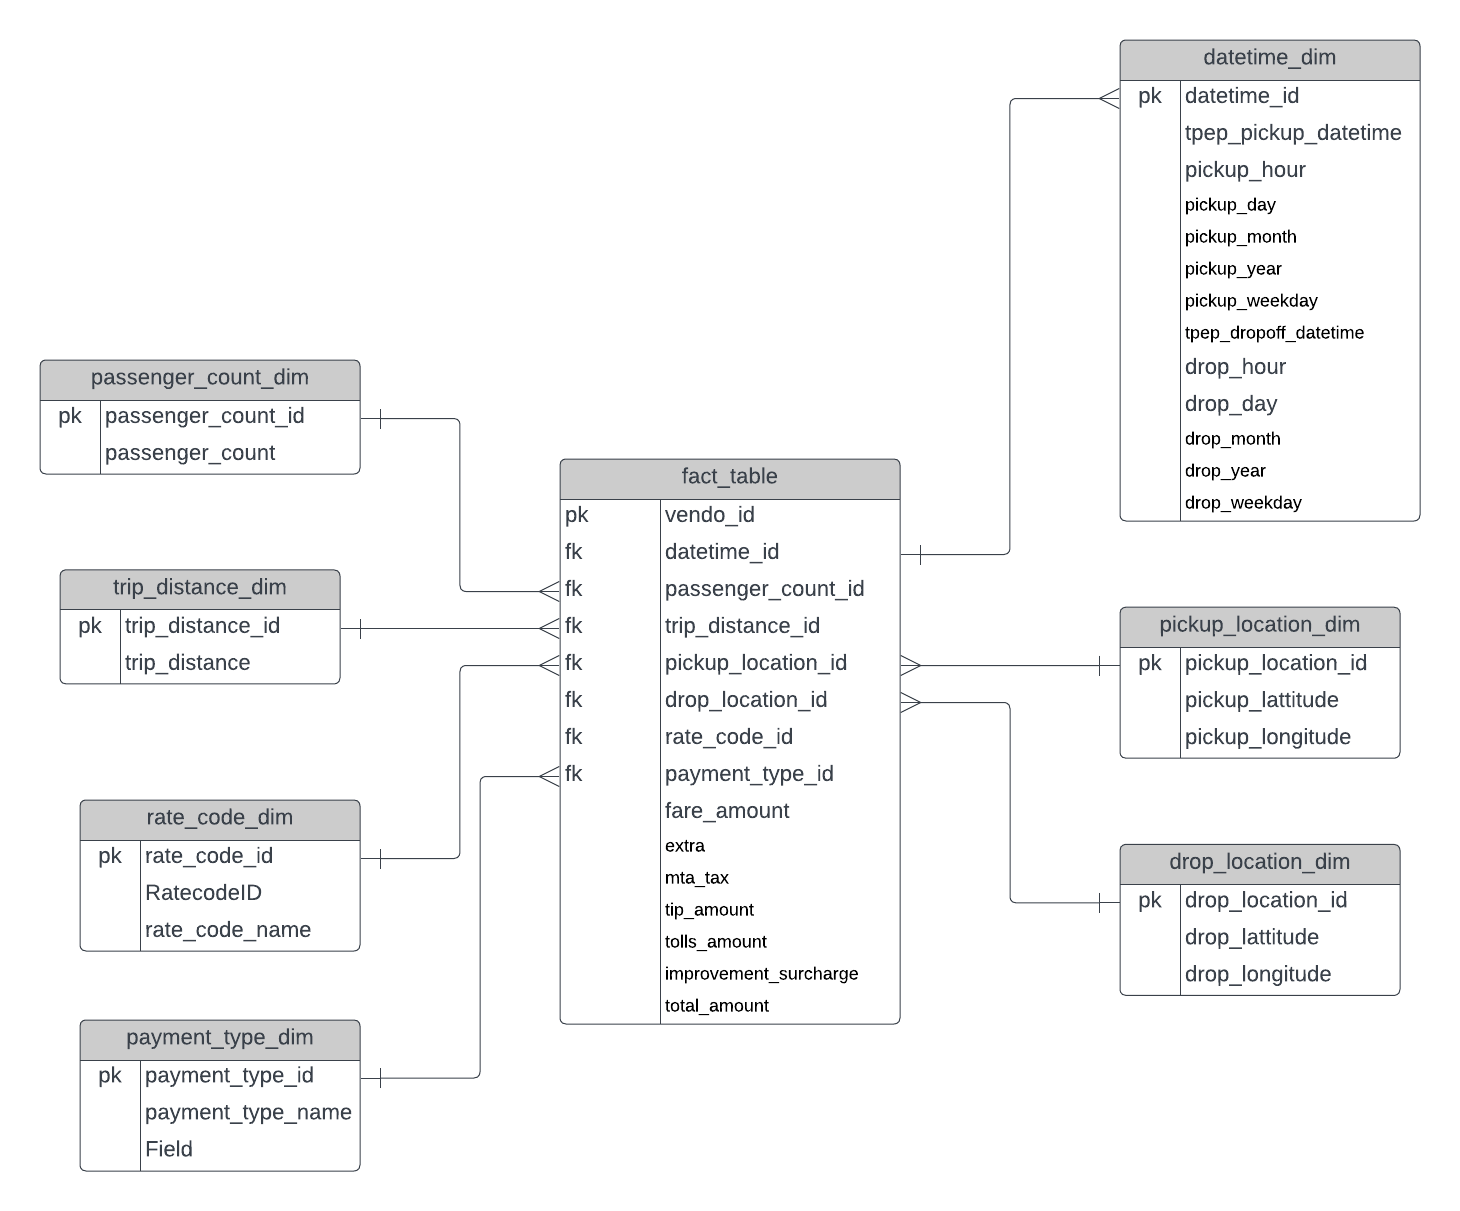 datetime_dim
pk datetime_id
tpep_pickup_datetime
pickup_hour
pickup_day
pickup_month
pickup_year
pickup_weekday
tpep_dropoff_datetime
drop_hour
drop_day
drop_month
drop_year
drop_weekday
passenger_count_dim
pk passenger_count_id
passenger_count
trip_distance_dim
pk trip_distance_id
trip_distance
rate_code_dim
pk rate_code_id
RatecodeID
rate_code_name
payment_type_dim
pk payment_type_id
payment_type_name
Field
fact_table
pk vendo_id
fk datetime_id
fk passenger_count_id
fk trip_distance_id
fk pickup_location_id
fk drop_location_id
fk rate_code_id
fk payment_type_id
fare_amount
extra
mta_tax
tip_amount
tolls_amount
improvement_surcharge
total_amount
pickup_location_dim
pk pickup_location_id
pickup_lattitude
pickup_longitude
drop_location_dim
pk drop_location_id
drop_lattitude
drop_longitude